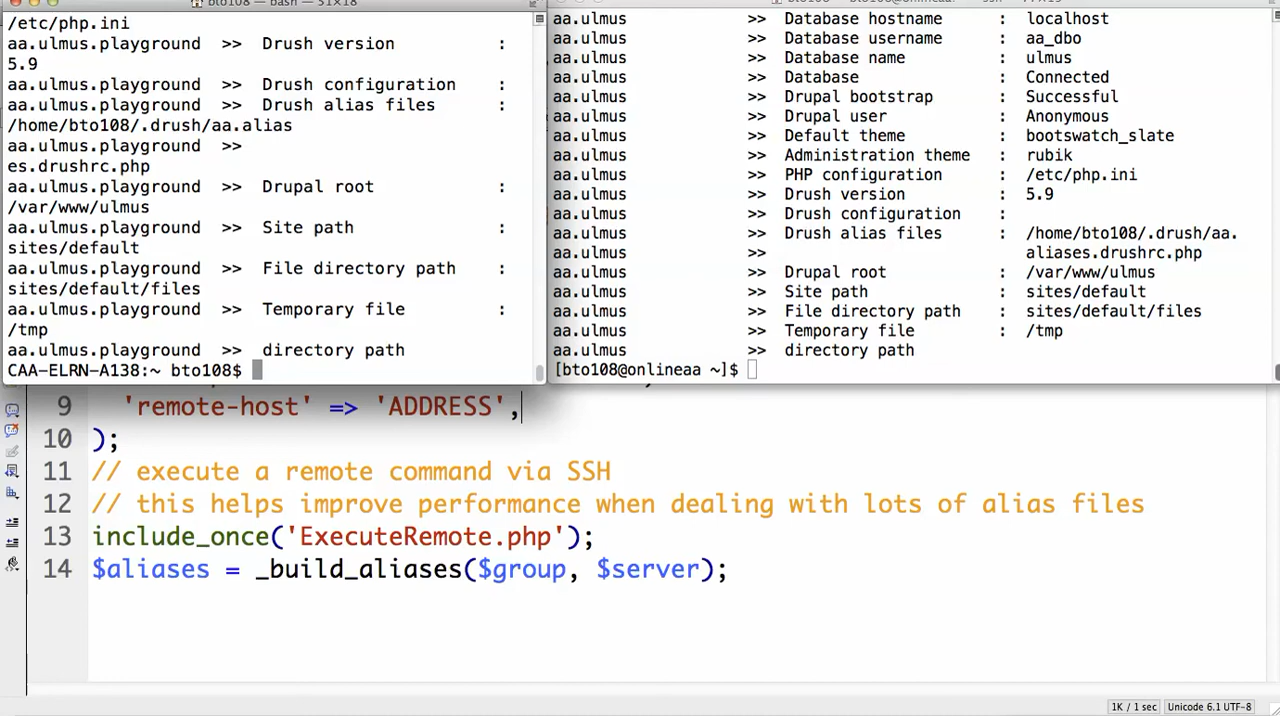 bto108 — bash — 51x18
/etc/php.ini
aa.ulmus.playground >> Drush version :
5.9
aa.ulmus.playground >> Drush configuration :
aa.ulmus.playground >> Drush alias files :
/home/bto108/.drush/aa.alias
aa.ulmus.playground >>
es.drushrc.php
aa.ulmus.playground >> Drupal root :
/var/www/ulmus
aa.ulmus.playground >> Site path :
sites/default
aa.ulmus.playground >> File directory path :
sites/default/files
aa.ulmus.playground >> Temporary file :
/tmp
aa.ulmus.playground >> directory path
CAA-ELRN-A138:~ bto108$
aa.ulmus >> Database hostname : localhost
aa.ulmus >> Database username : aa_dbo
aa.ulmus >> Database name : ulmus
aa.ulmus >> Database : Connected
aa.ulmus >> Drupal bootstrap : Successful
aa.ulmus >> Drupal user : Anonymous
aa.ulmus >> Default theme : bootswatch_slate
aa.ulmus >> Administration theme : rubik
aa.ulmus >> PHP configuration : /etc/php.ini
aa.ulmus >> Drush version : 5.9
aa.ulmus >> Drush configuration :
aa.ulmus >> Drush alias files : /home/bto108/.drush/aa.
aa.ulmus >> aliases.drushrc.php
aa.ulmus >> Drupal root : /var/www/ulmus
aa.ulmus >> Site path : sites/default
aa.ulmus >> File directory path : sites/default/files
aa.ulmus >> Temporary file : /tmp
aa.ulmus >> directory path
[bto108@onlineaa ~]$
9 'remote-host' => 'ADDRESS',
10 );
11 // execute a remote command via SSH
12 // this helps improve performance when dealing with lots of alias files
13 include_once('ExecuteRemote.php');
14 $aliases = _build_aliases($group, $server);
1K / 1 sec Unicode 6.1 UTF-8